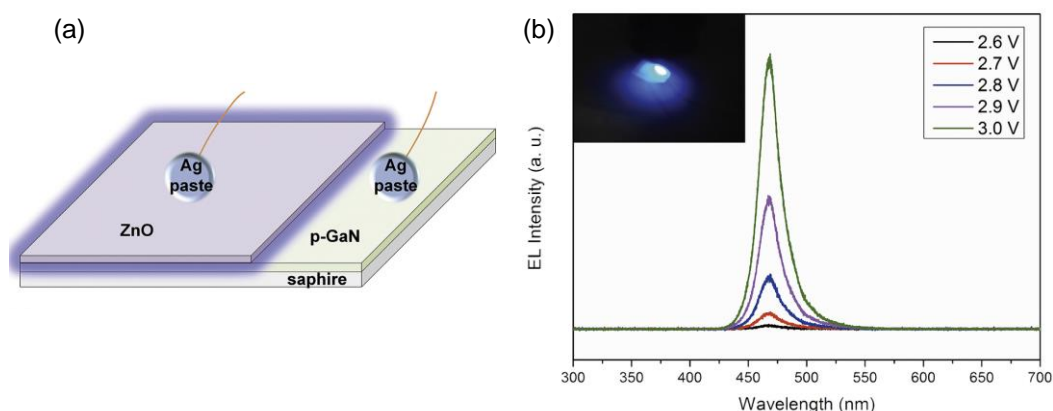 (a)
Ag
paste
Ag
paste
ZnO
p-GaN
saphire
(b)
2.6 V
2.7 V
2.8 V
2.9 V
3.0 V
EL Intensity (a. u.)
300 350 400 450 500 550 600 650 700
Wavelength (nm)